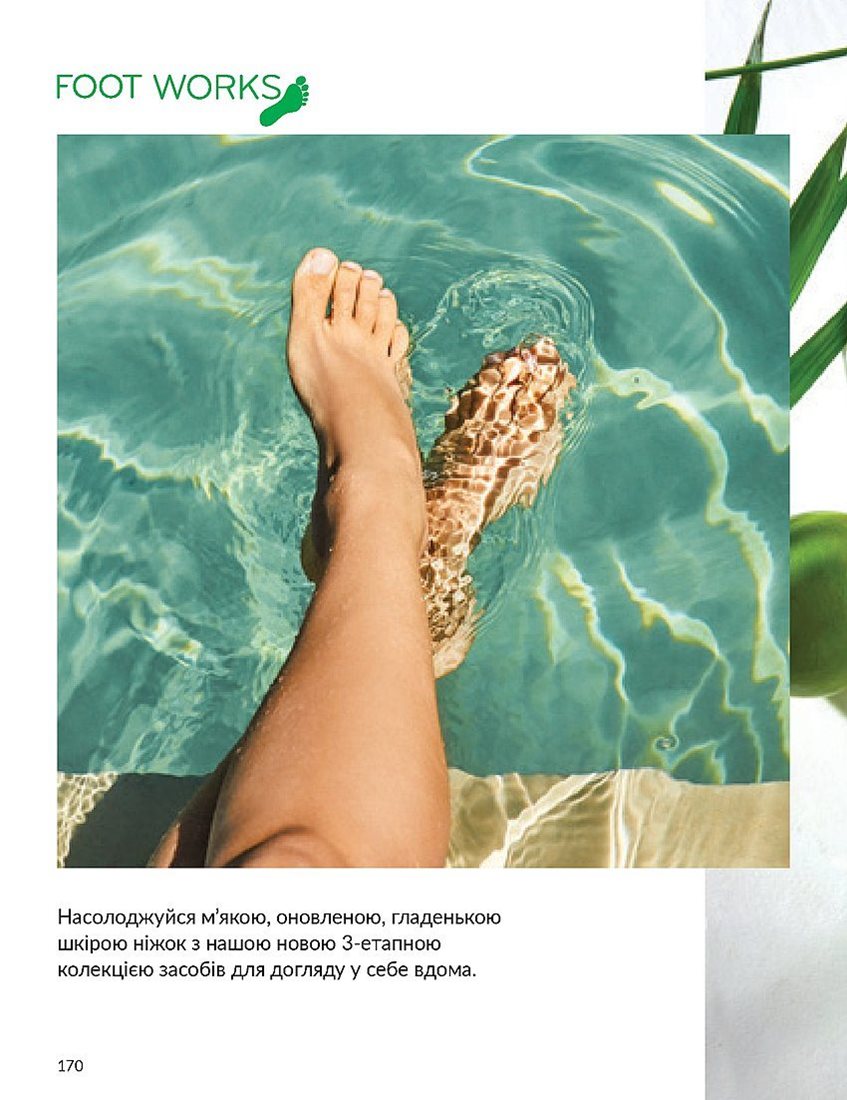 FOOT WORKS
Насолоджуйся м’якою, оновленою, гладенькою
шкірою ніжок з нашою новою 3-етапною
колекцією засобів для догляду у себе вдома.
170